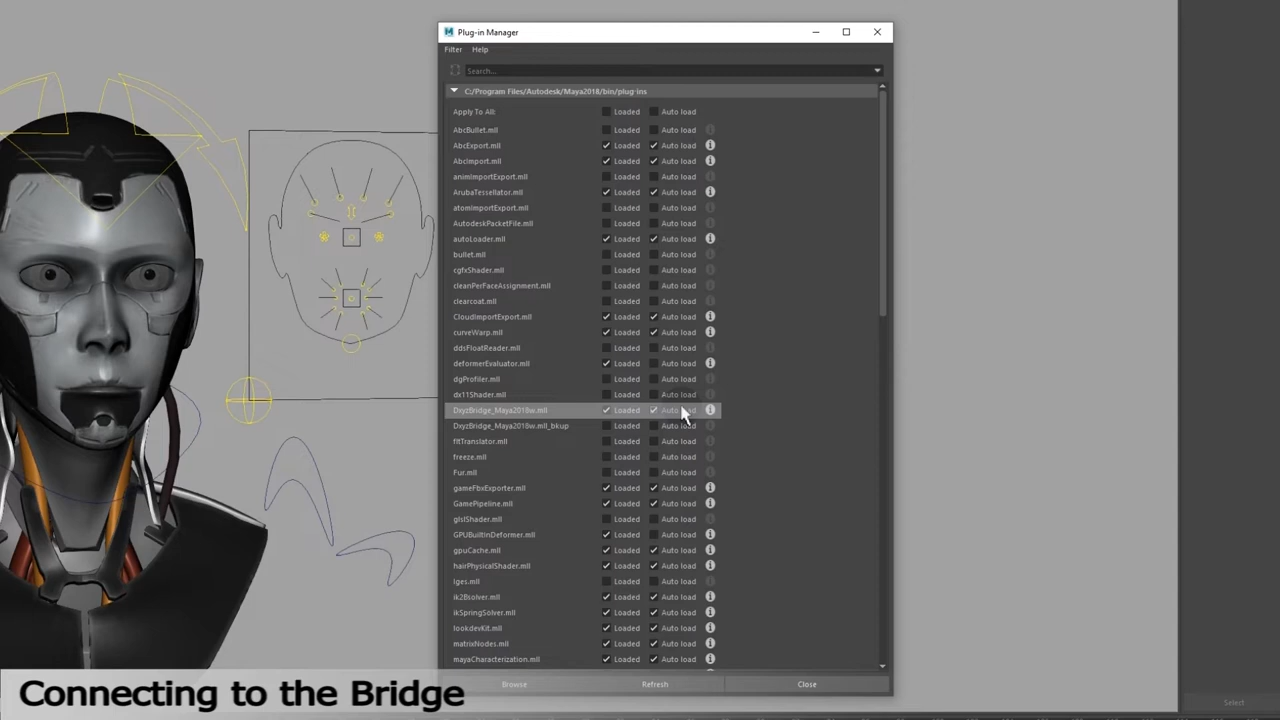 Plug-in Manager
Filter Help
Search...
C:/Program Files/Autodesk/Maya2018/bin/plug-ins
Apply To All: Loaded Auto load
AbcBullet.mll Loaded Auto load
AbcExport.mll Loaded Auto load
AbcImport.mll Loaded Auto load
animImportExport.mll Loaded Auto load
ArubaTessellator.mll Loaded Auto load
atomImportExport.mll Loaded Auto load
AutodeskPacketFile.mll Loaded Auto load
autoLoader.mll Loaded Auto load
bullet.mll Loaded Auto load
cgfxShader.mll Loaded Auto load
cleanPerFaceAssignment.mll Loaded Auto load
clearcoat.mll Loaded Auto load
CloudImportExport.mll Loaded Auto load
curveWarp.mll Loaded Auto load
ddsFloatReader.mll Loaded Auto load
deformerEvaluator.mll Loaded Auto load
dgProfiler.mll Loaded Auto load
dx11Shader.mll Loaded Auto load
DxyzBridge_Maya2018w.mll Loaded Auto load
DxyzBridge_Maya2018w.mll_bkup Loaded Auto load
fltTranslator.mll Loaded Auto load
freeze.mll Loaded Auto load
Fur.mll Loaded Auto load
gameFbxExporter.mll Loaded Auto load
GamePipeline.mll Loaded Auto load
glslShader.mll Loaded Auto load
GPUBuiltInDeformer.mll Loaded Auto load
gpuCache.mll Loaded Auto load
hairPhysicalShader.mll Loaded Auto load
Iges.mll Loaded Auto load
ik2Bsolver.mll Loaded Auto load
ikSpringSolver.mll Loaded Auto load
lookdevKit.mll Loaded Auto load
matrixNodes.mll Loaded Auto load
mayaCharacterization.mll Loaded Auto load
Browse Refresh Close
Connecting to the Bridge
Select